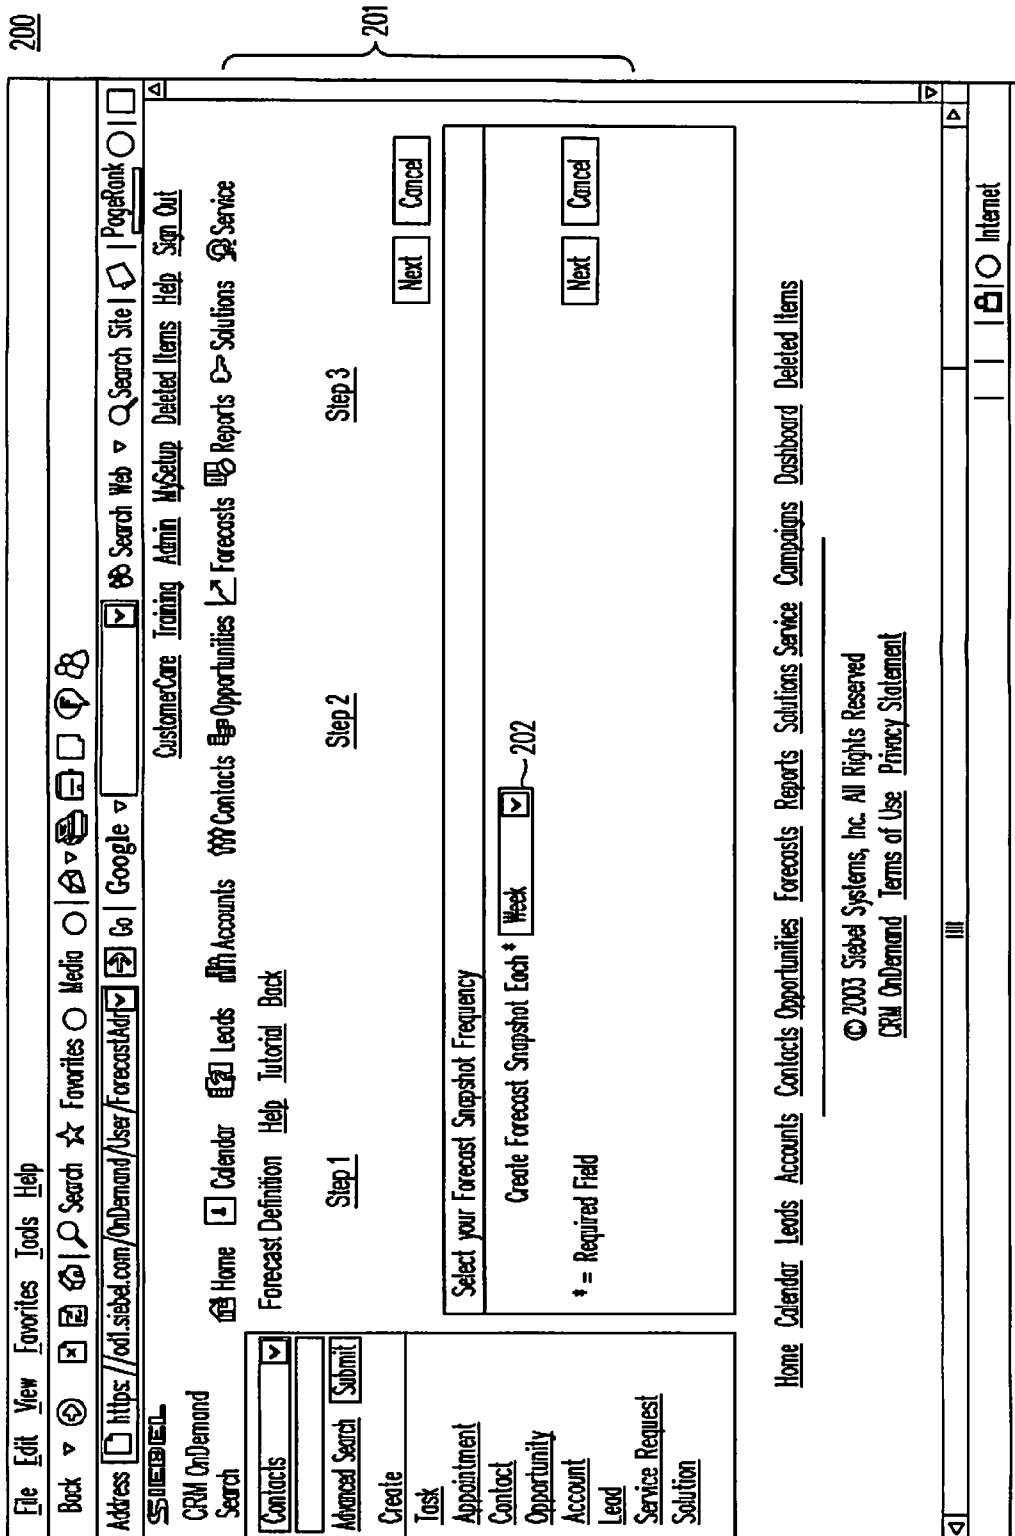 200
File Edit View Favorites Tools Help
Back Search Favorites Media
Address https://od1.siebel.com/OnDemand/User/ForecastAdr Go Google Search Web Search Site PageRank
SIEBEL
CustomerCare Training Admin MySetup Deleted Items Help Sign Out
CRM OnDemand
Home Calendar Leads Accounts Contacts Opportunities Forecasts Reports Solutions Service
Search
Contacts
Forecast Definition Help Tutorial Back
Advanced Search Submit
Step 1 Step 2 Step 3
Create
Next Cancel
Task
Appointment
Contact
Opportunity
Account
Lead
Service Request
Solution
Select your Forecast Snapshot Frequency
Create Forecast Snapshot Each * Week
202
* = Required Field
Next Cancel
201
Home Calendar Leads Accounts Contacts Opportunities Forecasts Reports Solutions Service Campaigns Dashboard Deleted Items
© 2003 Siebel Systems, Inc. All Rights Reserved
CRM OnDemand Terms of Use Privacy Statement
Internet